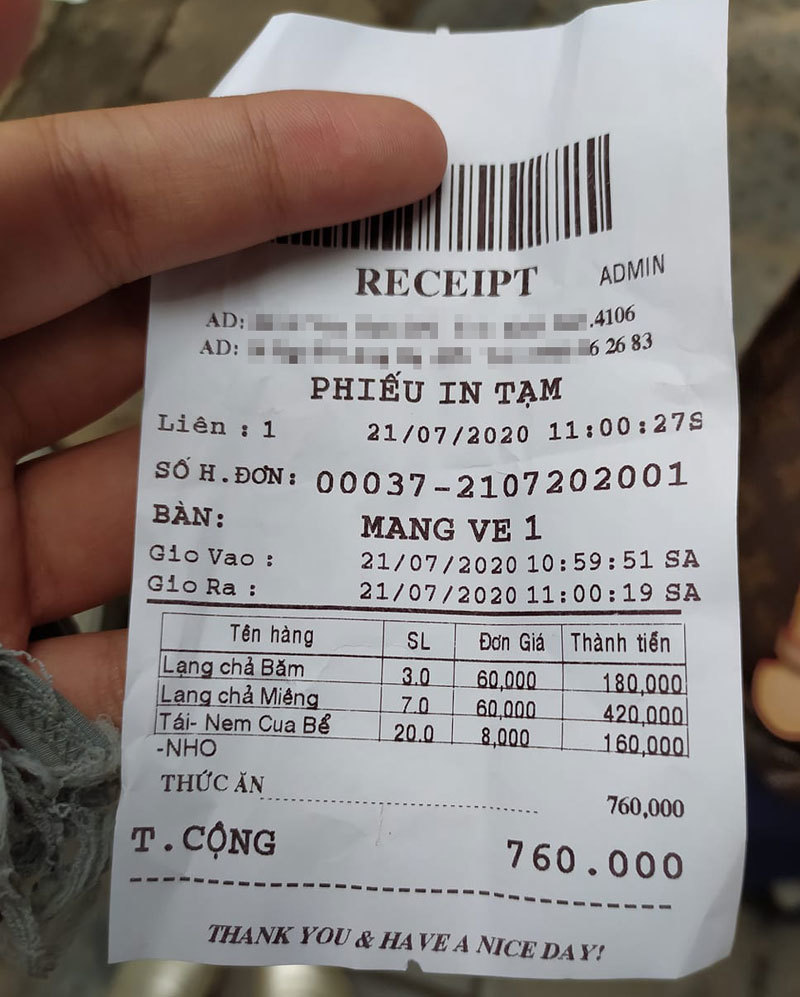 RECEIPT
ADMIN
AD: .4106
AD: 6 26 83
PHIẾU IN TẠM
Liên : 1 21/07/2020 11:00:27S
SỐ H.ĐƠN: 00037-2107202001
BÀN: MANG VE 1
Gio Vao : 21/07/2020 10:59:51 SA
Gio Ra : 21/07/2020 11:00:19 SA
Tên hàng SL Đơn Giá Thành tiền
Lạng chả Băm 3.0 60,000 180,000
Lạng chả Miêng 7.0 60,000 420,000
Tái- Nem Cua Bể 20.0 8,000 160,000
-NHO
THỨC ĂN 760,000
T.CỘNG 760.000
THANK YOU & HAVE A NICE DAY!